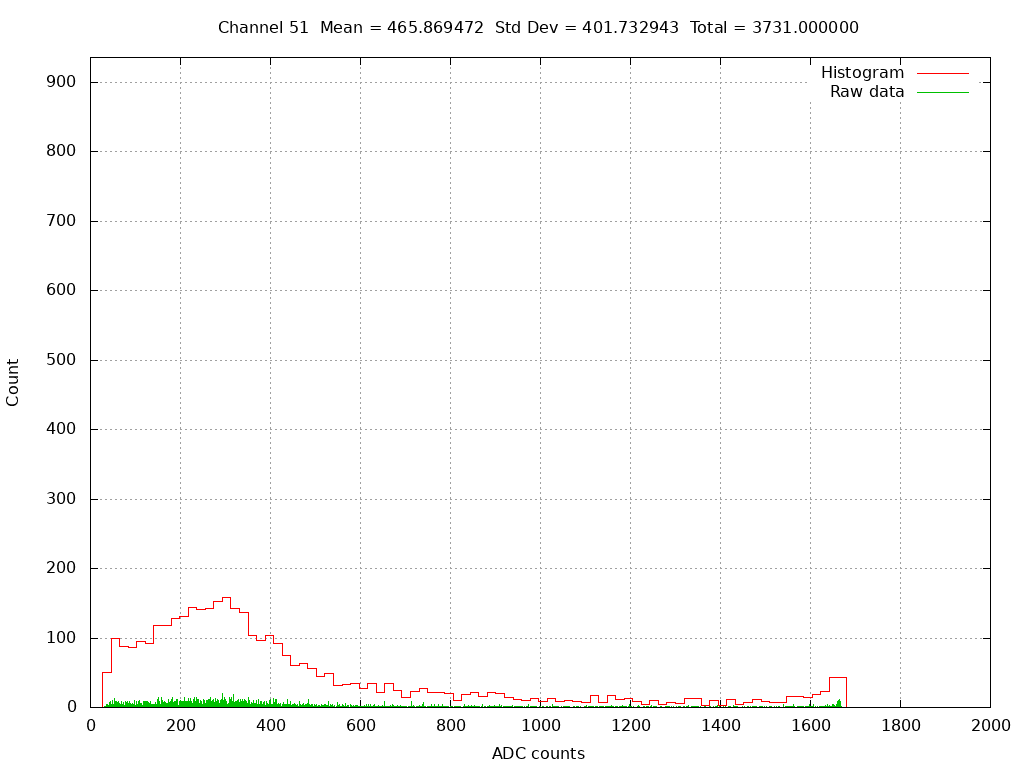 Channel 51  Mean = 465.869472  Std Dev = 401.732943  Total = 3731.000000
Histogram
Raw data
900
800
700
600
500
400
300
200
100
0
Count
0 200 400 600 800 1000 1200 1400 1600 1800 2000
ADC counts